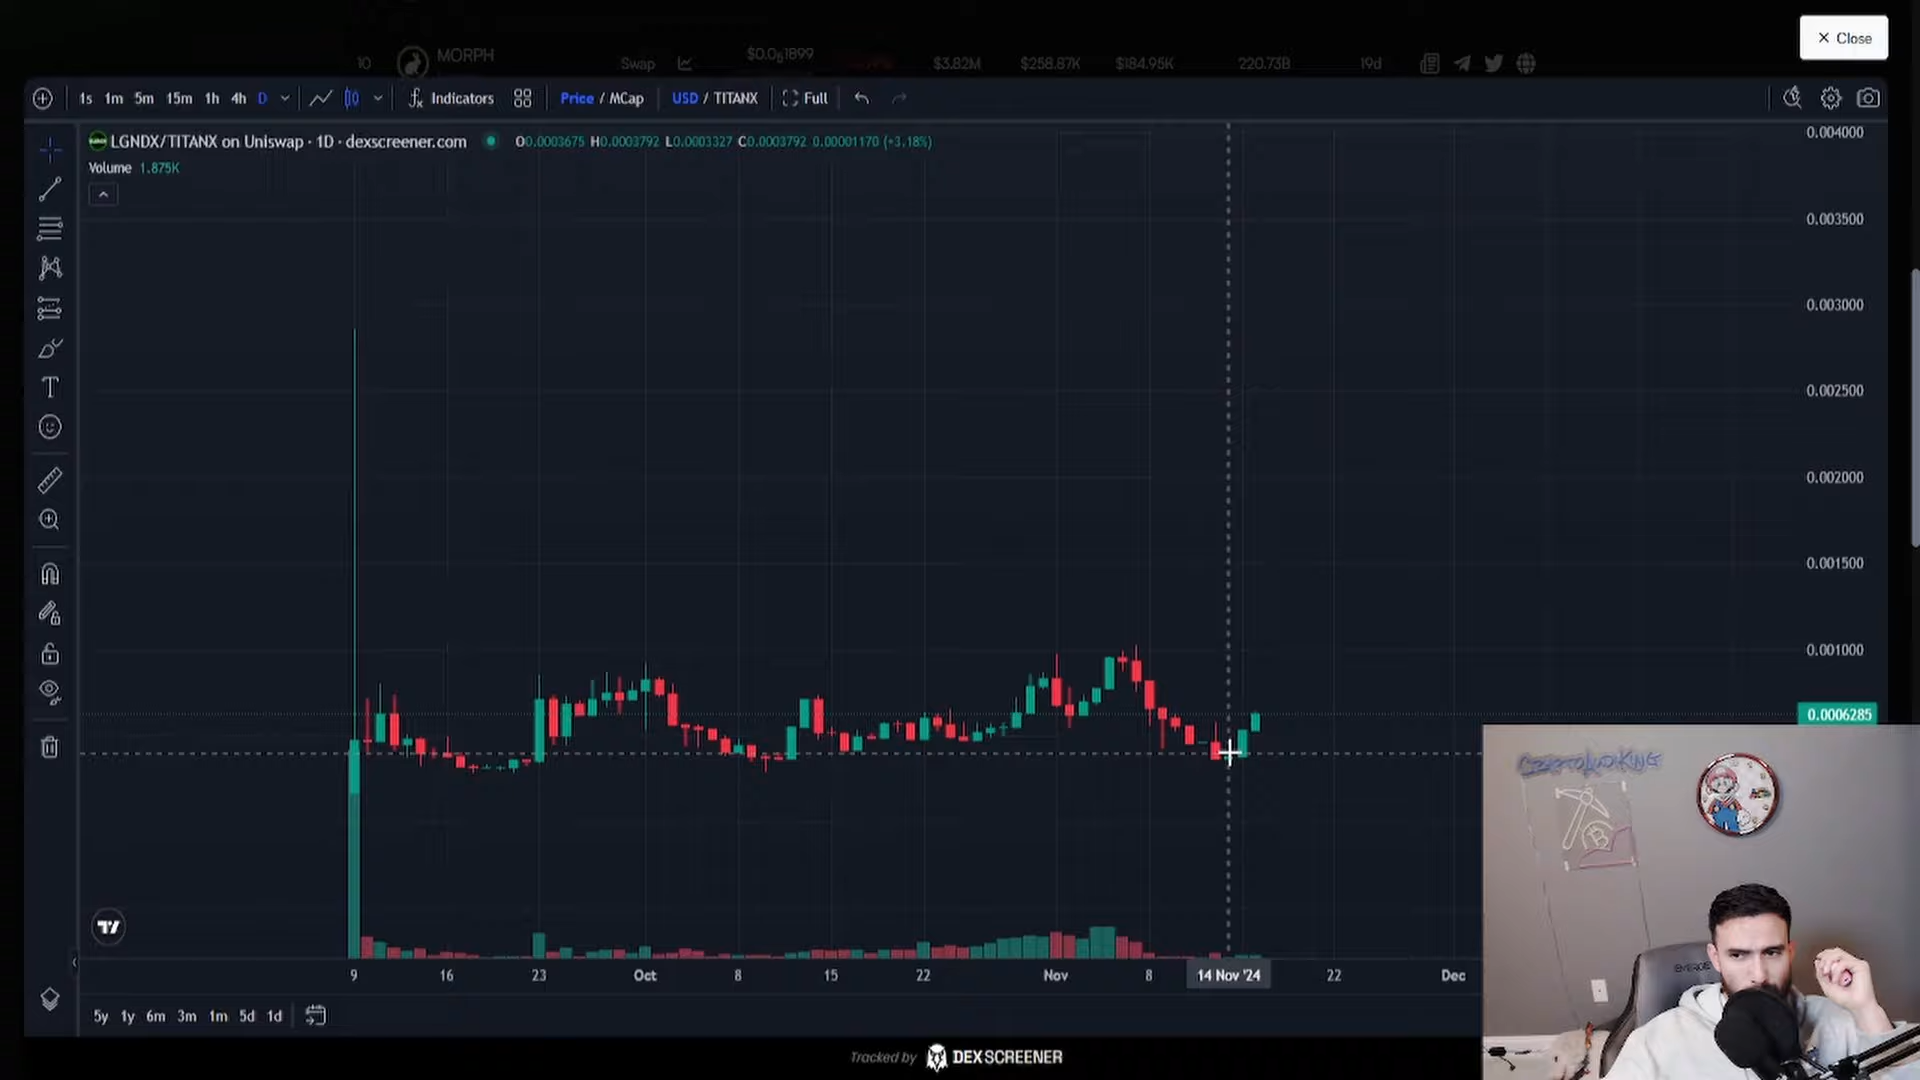 × Close
10 MORPH Swap $0.0₅1899 $3.82M $258.87K $184.95K 220.73B 19d
1s 1m 5m 15m 1h 4h D Indicators Price / MCap USD / TITANX Full
LGNDX/TITANX on Uniswap · 1D · dexscreener.com O0.0003675 H0.0003792 L0.0003327 C0.0003792 0.00001170 (+3.18%)
Volume 1.875K
0.004000
0.003500
0.003000
0.002500
0.002000
0.001500
0.001000
0.0006285
9 16 23 Oct 8 15 22 Nov 8 14 Nov '24 22 Dec
5y 1y 6m 3m 1m 5d 1d
Tracked by DEXSCREENER